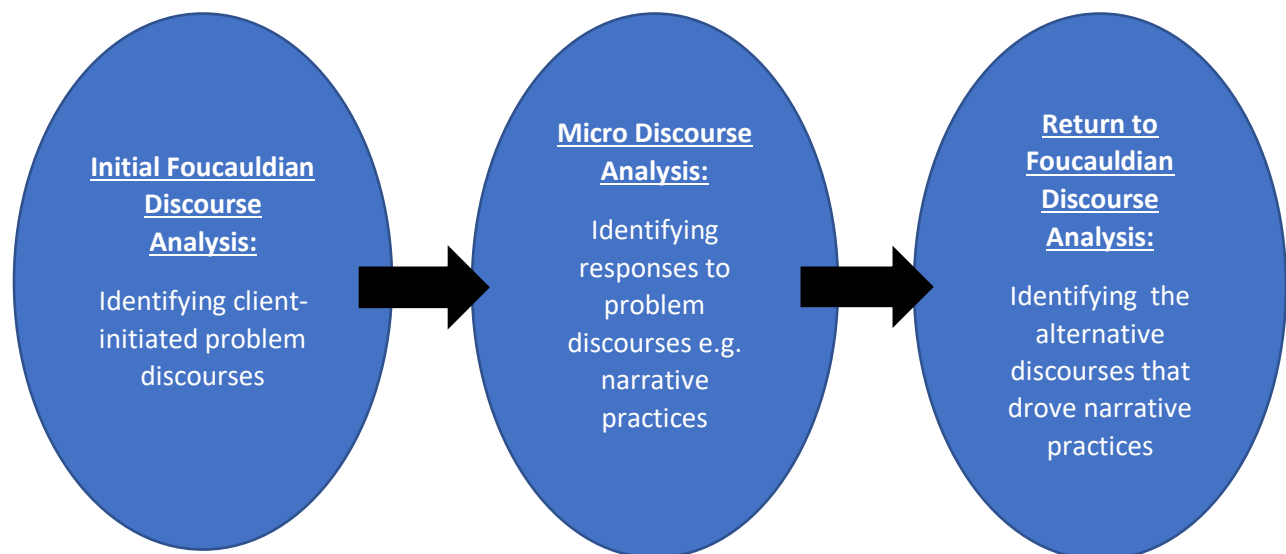 Initial Foucauldian
Discourse
Analysis:
Identifying client-
initiated problem
discourses
Micro Discourse
Analysis:
Identifying
responses to
problem
discourses e.g.
narrative
practices
Return to
Foucauldian
Discourse
Analysis:
Identifying the
alternative
discourses that
drove narrative
practices